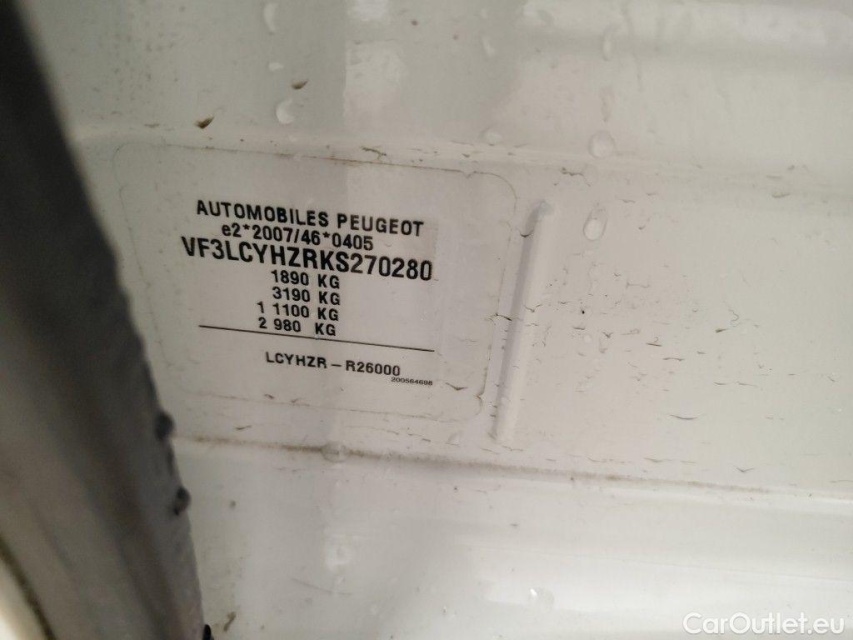 AUTOMOBILES PEUGEOT
e2*2007/46*0405
VF3LCYHZRKS270280
1890 KG
3190 KG
1 1100 KG
2 980 KG
LCYHZR - R26000
CarOutlet.eu